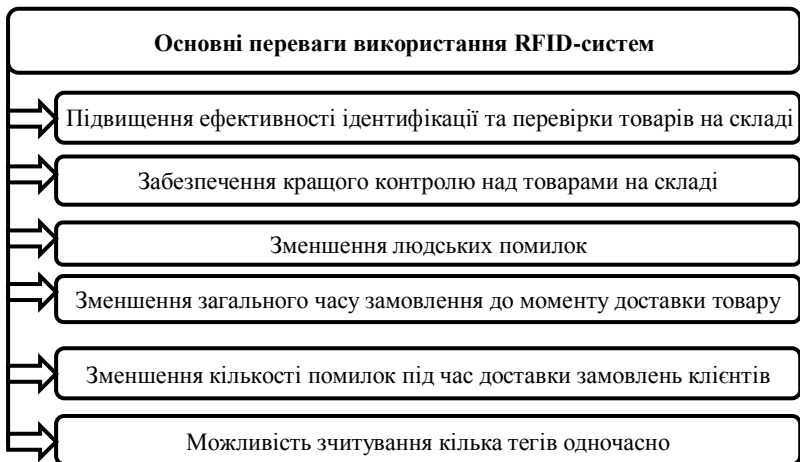 Основні переваги використання RFID-систем
Підвищення ефективності ідентифікації та перевірки товарів на складі
Забезпечення кращого контролю над товарами на складі
Зменшення людських помилок
Зменшення загального часу замовлення до моменту доставки товару
Зменшення кількості помилок під час доставки замовлень клієнтів
Можливість зчитування кілька тегів одночасно